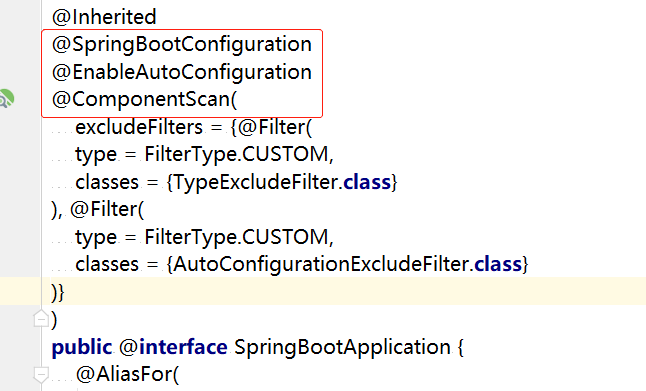 @Inherited
@SpringBootConfiguration
@EnableAutoConfiguration
@ComponentScan(
excludeFilters = {@Filter(
type = FilterType.CUSTOM,
classes = {TypeExcludeFilter.class}
), @Filter(
type = FilterType.CUSTOM,
classes = {AutoConfigurationExcludeFilter.class}
)}
)
public @interface SpringBootApplication {
@AliasFor(